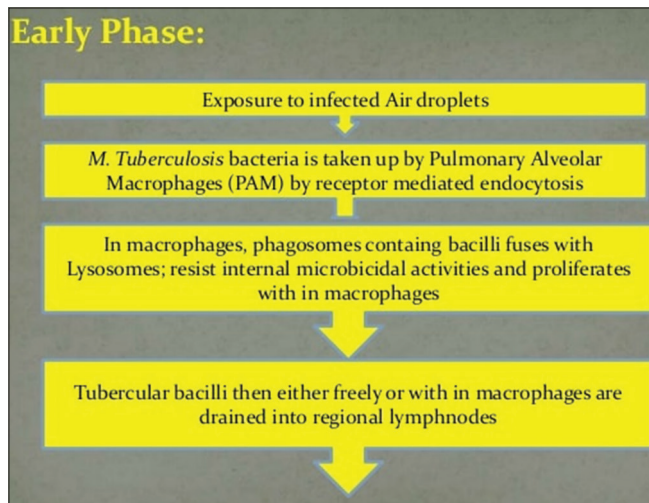 Early Phase:
Exposure to infected Air droplets
M. Tuberculosis bacteria is taken up by Pulmonary Alveolar
Macrophages (PAM) by receptor mediated endocytosis
In macrophages, phagosomes containg bacilli fuses with
Lysosomes; resist internal microbicidal activities and proliferates
with in macrophages
Tubercular bacilli then either freely or with in macrophages are
drained into regional lymphnodes